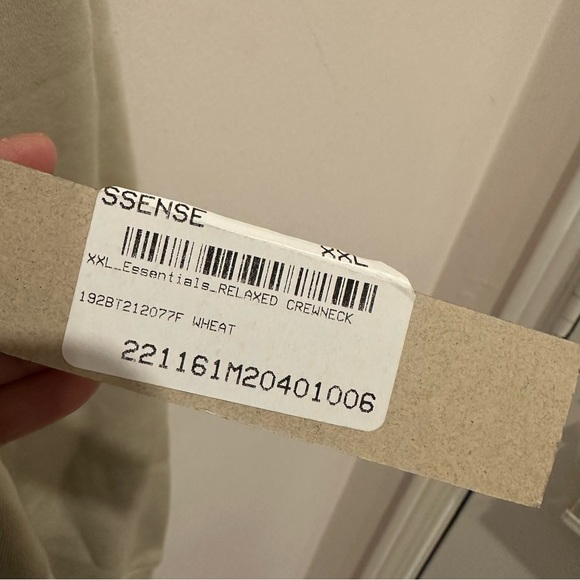 SSENSE
XXL
XXL_Essentials_RELAXED CREWNECK
192BT212077F WHEAT
221161M20401006